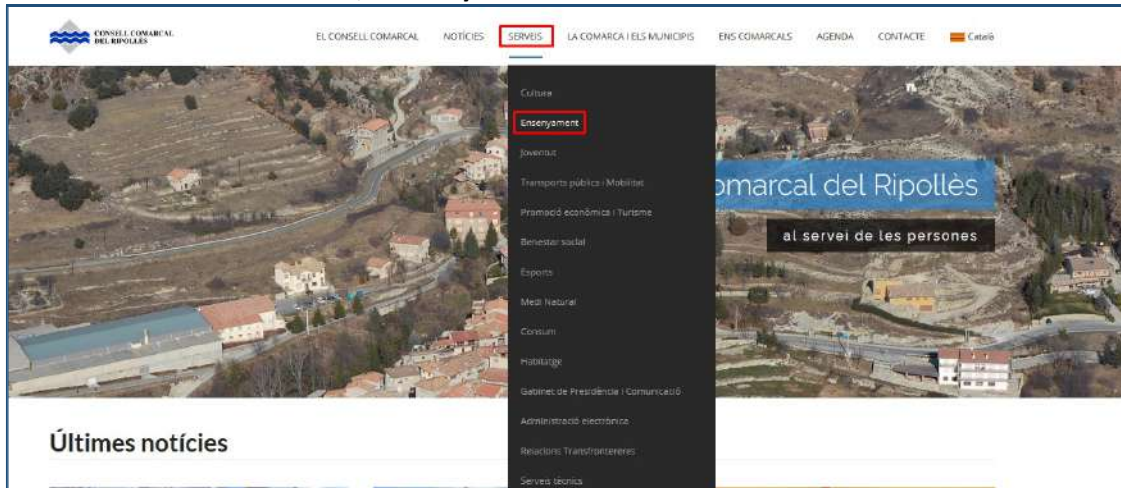 CONSELL COMARCAL
DEL RIPOLLÈS
EL CONSELL COMARCAL NOTÍCIES SERVEIS LA COMARCA I ELS MUNICIPIS ENS COMARCALS AGENDA CONTACTE Català
Cultura
Ensenyament
Joventut
Transports públics i Mobilitat
Promoció econòmica i Turisme
Benestar social
Esports
Medi Natural
Consum
Habitatge
Gabinet de Presidència i Comunicació
Administració electrònica
Relacions Transfrontereres
Serveis tècnics
omarcal del Ripollès
al servei de les persones
Últimes notícies